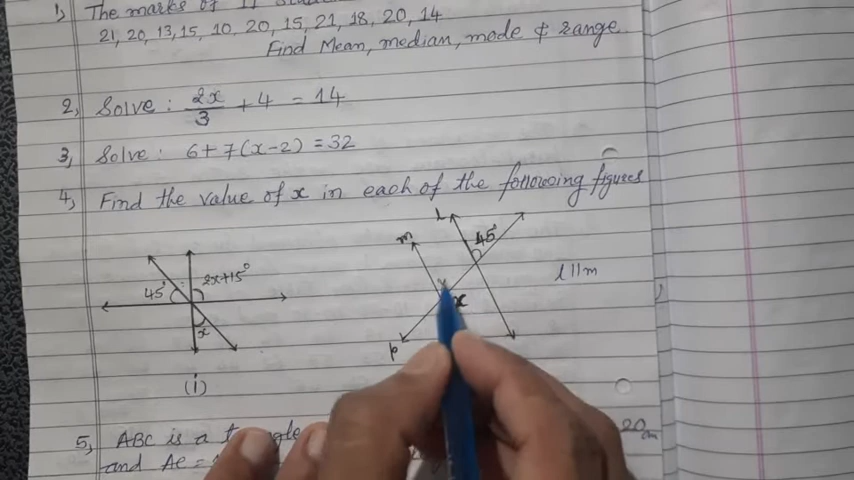 1) The marks of 11
21, 20, 13, 15, 10, 20, 15, 21, 18, 20, 14
Find Mean, median, mode & range.
2, Solve : 2x/3 + 4 = 14
3, Solve : 6+7(x-2) = 32
4, Find the value of x in each of the following figures
45° 2x+15° x
(i)
m l 45° x p
l || m
5, ABC is a 20cm
and AC =